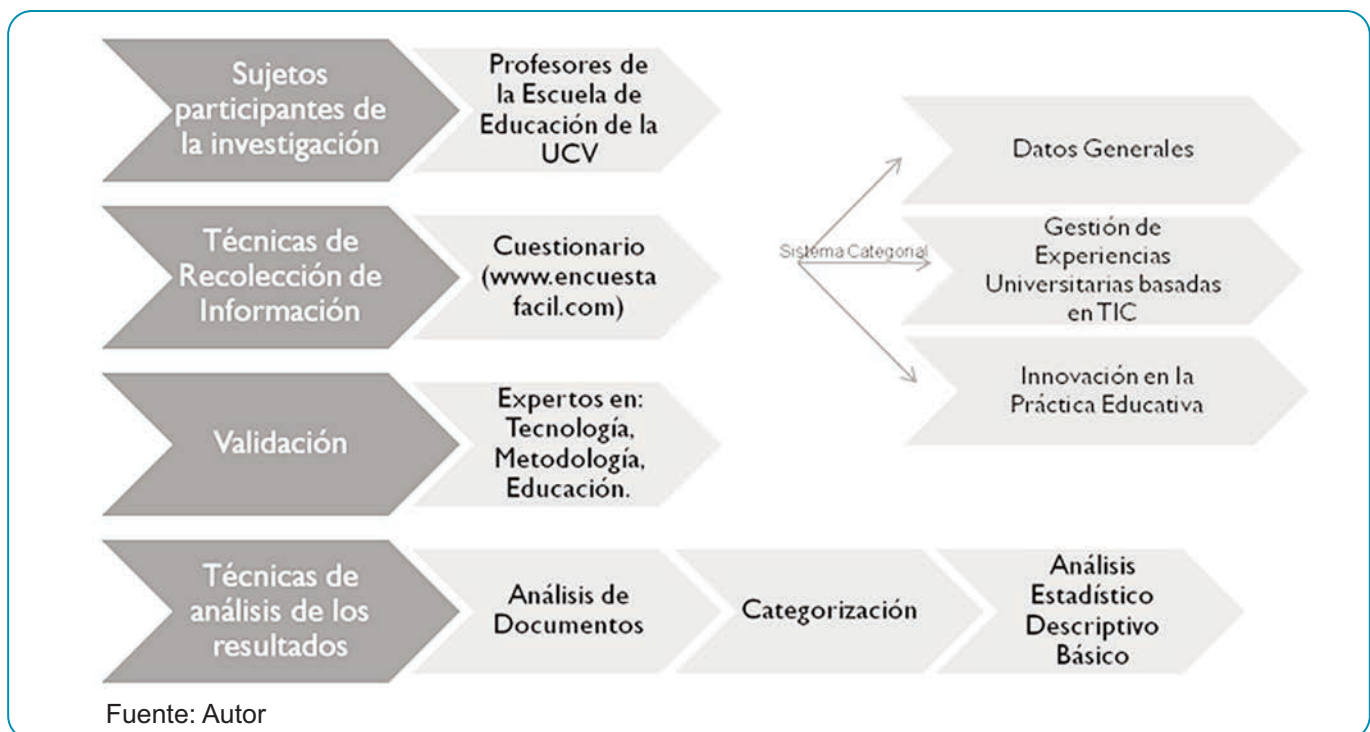 Sujetos
participantes de
la investigación
Profesores de
la Escuela de
Educación de la
UCV
Técnicas de
Recolección de
Información
Cuestionario
(www.encuesta
facil.com)
Sistema Categorial
Datos Generales
Gestión de
Experiencias
Universitarias basadas
en TIC
Innovación en la
Práctica Educativa
Validación
Expertos en:
Tecnología,
Metodología,
Educación.
Técnicas de
análisis de los
resultados
Análisis de
Documentos
Categorización
Análisis
Estadístico
Descriptivo
Básico
Fuente: Autor